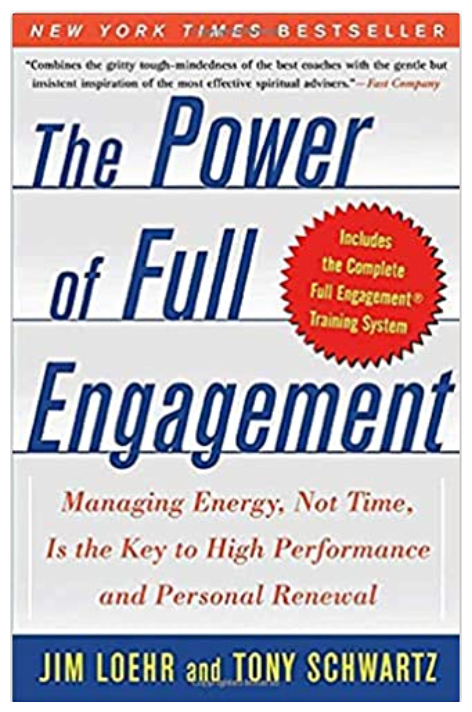 NEW YORK TIMES BESTSELLER
"Combines the gritty tough-mindedness of the best coaches with the gentle but
insistent inspiration of the most effective spiritual advisers."—Fast Company
The Power
of Full
Engagement
Includes
the Complete
Full Engagement®
Training System
Managing Energy, Not Time,
Is the Key to High Performance
and Personal Renewal
JIM LOEHR and TONY SCHWARTZ